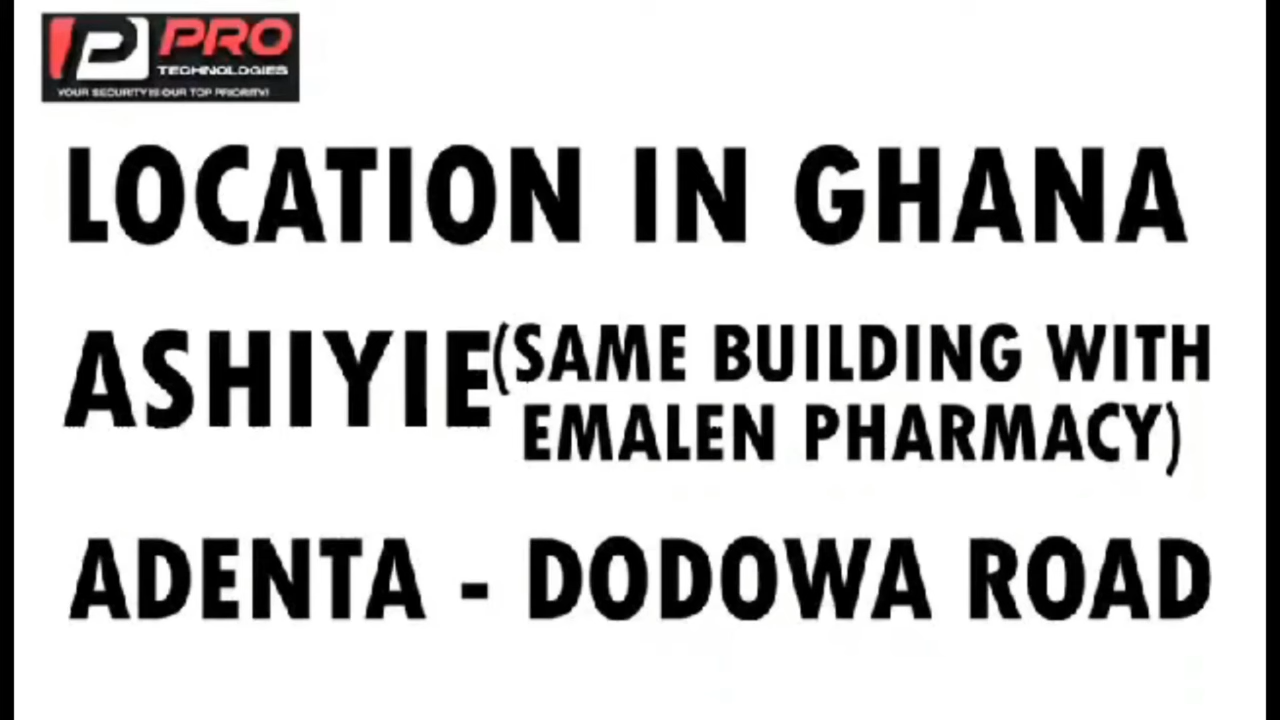 PRO
TECHNOLOGIES
YOUR SECURITY IS OUR TOP PRIORITY!
LOCATION IN GHANA
ASHIYIE (SAME BUILDING WITH
EMALEN PHARMACY)
ADENTA - DODOWA ROAD